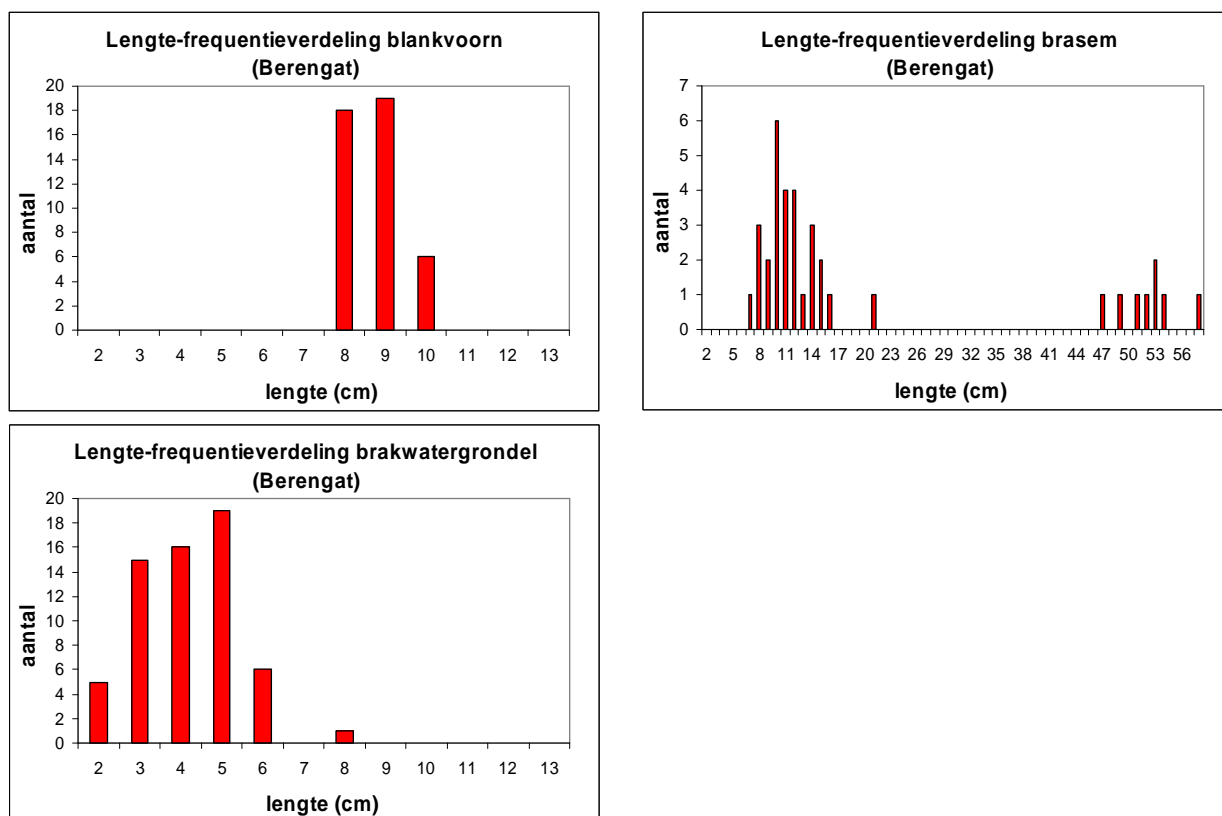 Lengte-frequentieverdeling blankvoorn
(Berengat)
20
18
16
14
12
10
8
6
4
2
0
aantal
2 3 4 5 6 7 8 9 10 11 12 13
lengte (cm)
Lengte-frequentieverdeling brasem
(Berengat)
7
6
5
4
3
2
1
0
aantal
2 5 8 11 14 17 20 23 26 29 32 35 38 41 44 47 50 53 56
lengte (cm)
Lengte-frequentieverdeling brakwatergrondel
(Berengat)
20
18
16
14
12
10
8
6
4
2
0
aantal
2 3 4 5 6 7 8 9 10 11 12 13
lengte (cm)